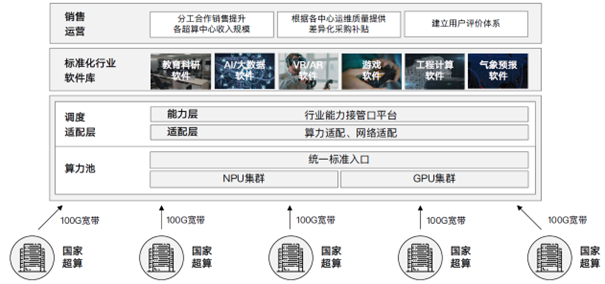 销售
运营
分工合作销售提升
各超算中心收入规模
根据各中心运维质量提供
差异化采购补贴
建立用户评价体系
标准化行业
软件库
教育科研
软件
AI/大数据
软件
VR/AR
软件
游戏
软件
工程计算
软件
气象预报
软件
调度
适配层
能力层
行业能力接管口平台
适配层
算力适配、网络适配
算力池
统一标准入口
NPU集群
GPU集群
100G宽带
100G宽带
100G宽带
100G宽带
100G宽带
国家
超算
国家
超算
国家
超算
国家
超算
国家
超算